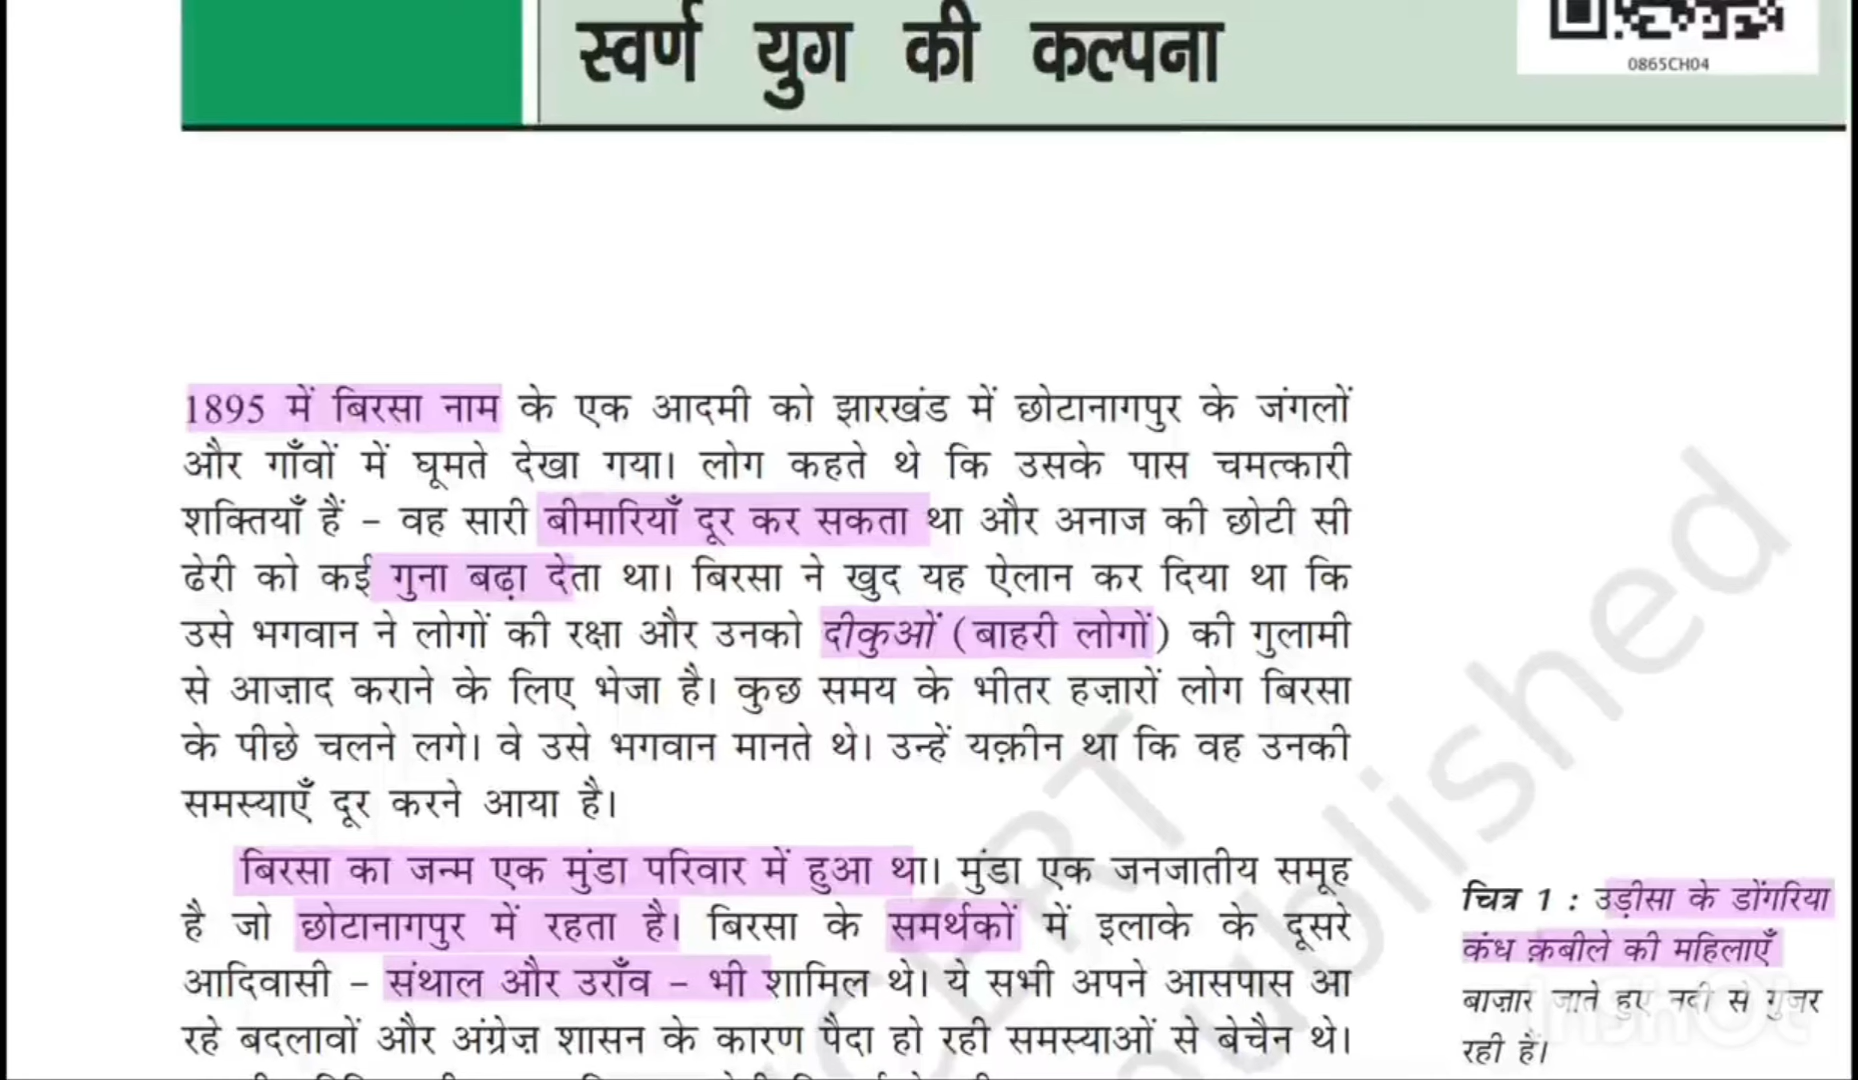 स्वर्ण युग की कल्पना
0865CH04
1895 में बिरसा नाम के एक आदमी को झारखंड में छोटानागपुर के जंगलों
और गाँवों में घूमते देखा गया। लोग कहते थे कि उसके पास चमत्कारी
शक्तियाँ हैं – वह सारी बीमारियाँ दूर कर सकता था और अनाज की छोटी सी
ढेरी को कई गुना बढ़ा देता था। बिरसा ने खुद यह ऐलान कर दिया था कि
उसे भगवान ने लोगों की रक्षा और उनको दीकुओं (बाहरी लोगों) की गुलामी
से आज़ाद कराने के लिए भेजा है। कुछ समय के भीतर हज़ारों लोग बिरसा
के पीछे चलने लगे। वे उसे भगवान मानते थे। उन्हें यक़ीन था कि वह उनकी
समस्याएँ दूर करने आया है।
बिरसा का जन्म एक मुंडा परिवार में हुआ था। मुंडा एक जनजातीय समूह
है जो छोटानागपुर में रहता है। बिरसा के समर्थकों में इलाके के दूसरे
आदिवासी – संथाल और उराँव – भी शामिल थे। ये सभी अपने आसपास आ
रहे बदलावों और अंग्रेज़ शासन के कारण पैदा हो रही समस्याओं से बेचैन थे।
चित्र 1 : उड़ीसा के डोंगरिया
कंध क़बीले की महिलाएँ
बाज़ार जाते हुए नदी से गुज़र
रही हैं।